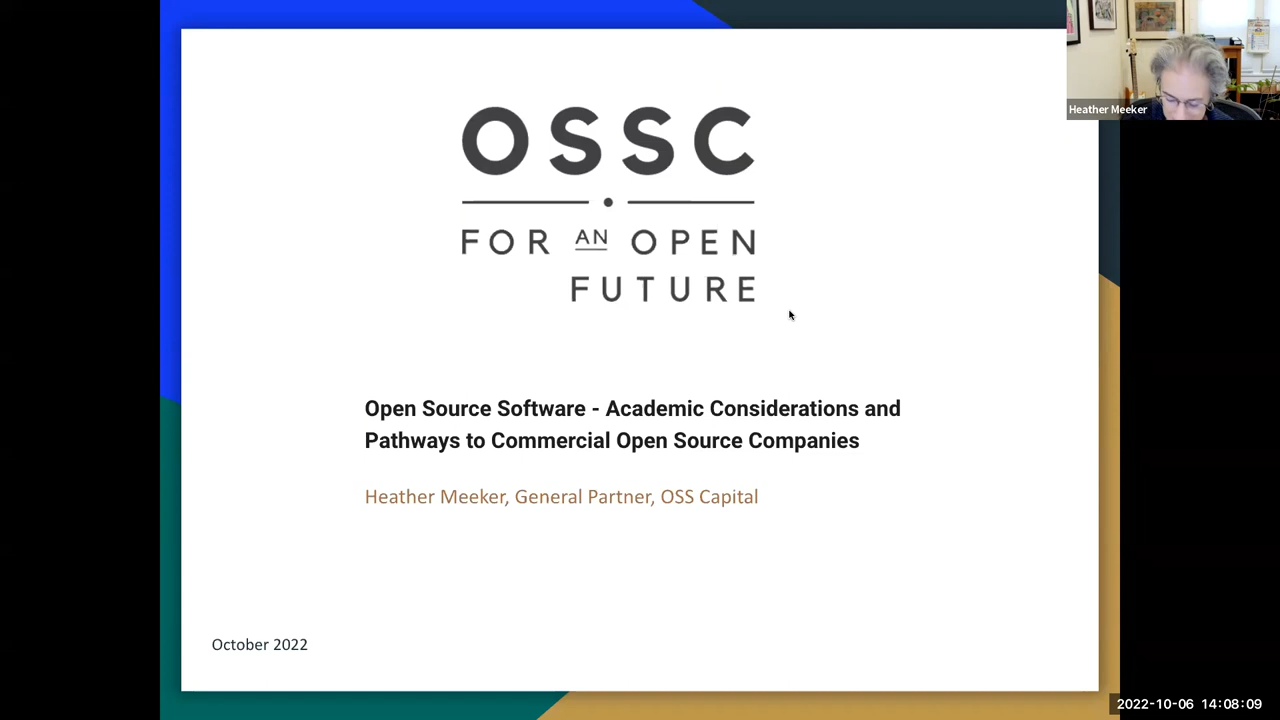 OSSC
FOR AN OPEN
FUTURE
Heather Meeker
Open Source Software - Academic Considerations and
Pathways to Commercial Open Source Companies
Heather Meeker, General Partner, OSS Capital
October 2022
2022-10-06 14:08:09